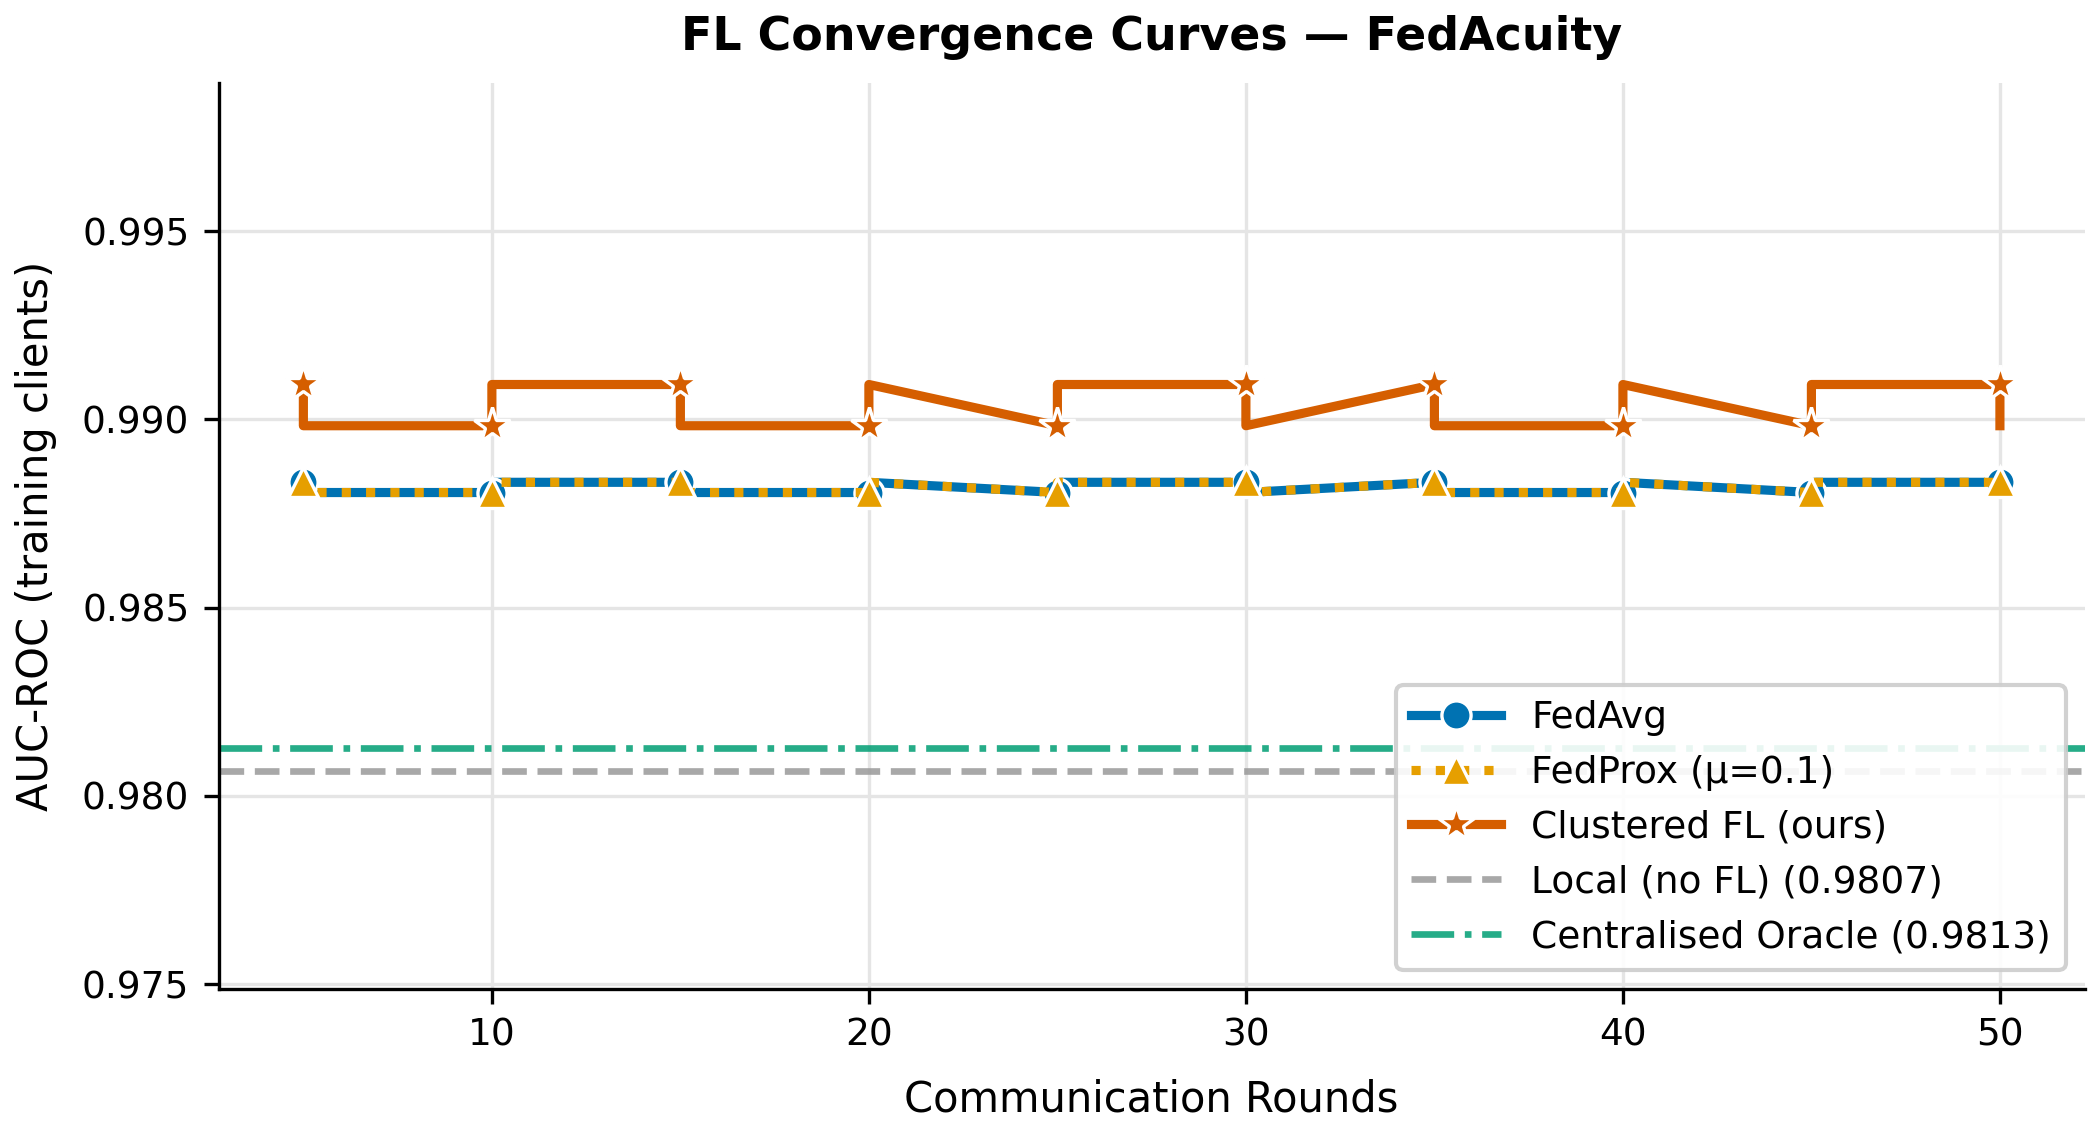 FL Convergence Curves — FedAcuity
AUC-ROC (training clients)
0.995
0.990
0.985
0.980
0.975
FedAvg
FedProx (μ=0.1)
Clustered FL (ours)
Local (no FL) (0.9807)
Centralised Oracle (0.9813)
10 20 30 40 50
Communication Rounds